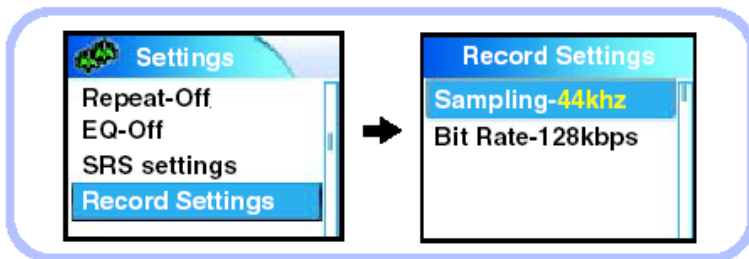 Settings
Repeat-Off
EQ-Off
SRS settings
Record Settings
Record Settings
Sampling-44khz
Bit Rate-128kbps